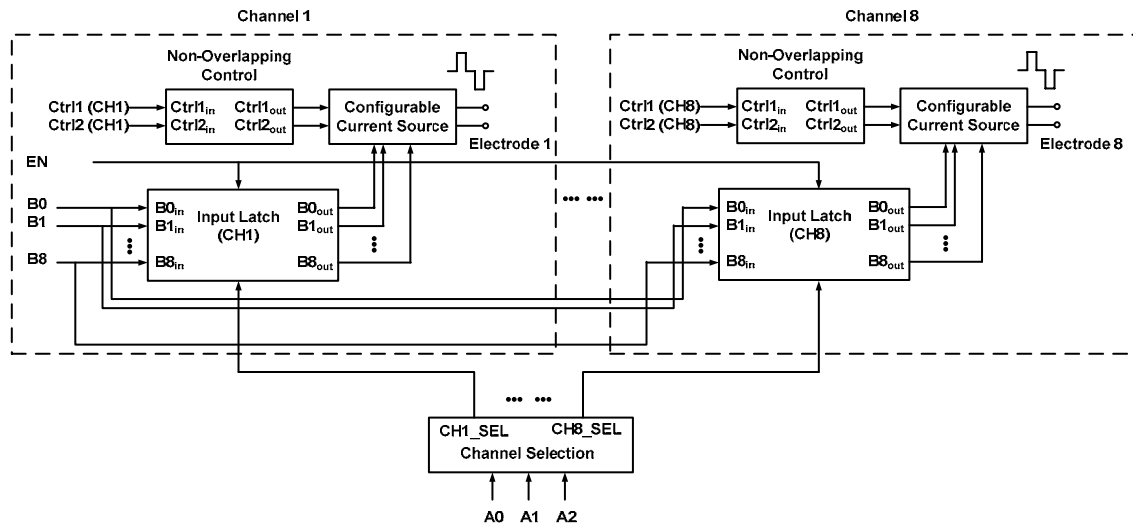 Channel 1
Channel 8
Non-Overlapping
Control
Ctrl1 (CH1)
Ctrl2 (CH1)
Ctrl1in
Ctrl2in
Ctrl1out
Ctrl2out
Configurable
Current Source
Electrode 1
EN
B0
B1
B8
B0in
B1in
B8in
Input Latch
(CH1)
B0out
B1out
B8out
Non-Overlapping
Control
Ctrl1 (CH8)
Ctrl2 (CH8)
Ctrl1in
Ctrl2in
Ctrl1out
Ctrl2out
Configurable
Current Source
Electrode 8
B0in
B1in
B8in
Input Latch
(CH8)
B0out
B1out
B8out
CH1_SEL
CH8_SEL
Channel Selection
A0
A1
A2